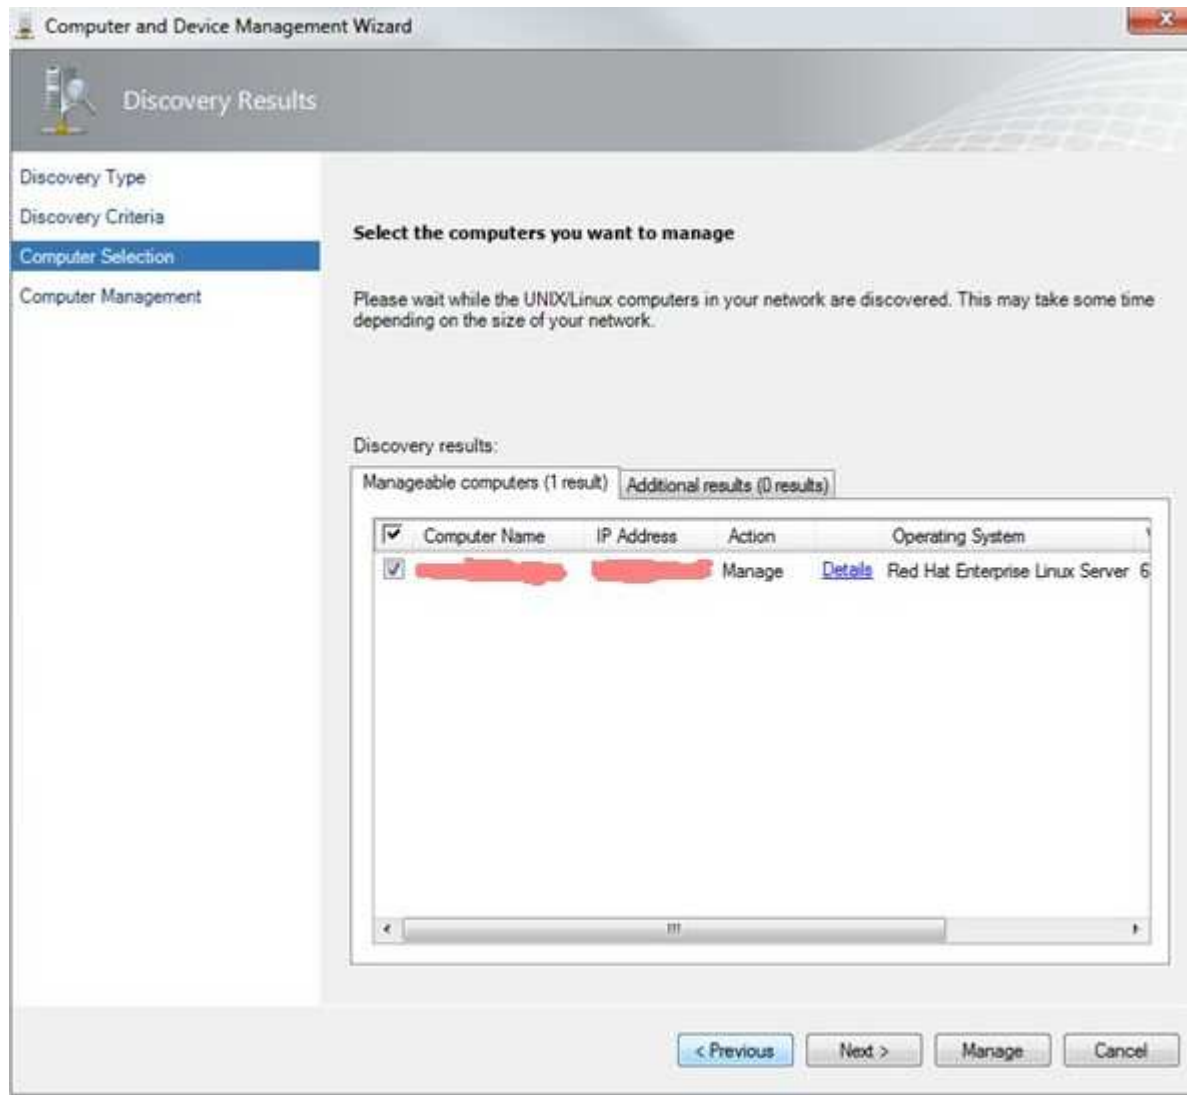 Computer and Device Management Wizard
Discovery Results
Discovery Type
Discovery Criteria
Computer Selection
Computer Management
Select the computers you want to manage
Please wait while the UNIX/Linux computers in your network are discovered. This may take some time
depending on the size of your network.
Discovery results:
Manageable computers (1 result) Additional results (0 results)
Computer Name IP Address Action Operating System
Manage Details Red Hat Enterprise Linux Server 6
< Previous Next > Manage Cancel